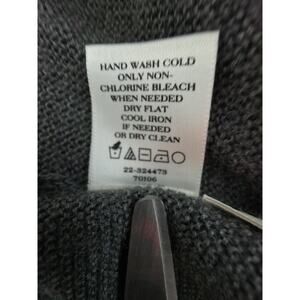 HAND WASH COLD
ONLY NON-
CHLORINE BLEACH
WHEN NEEDED
DRY FLAT
COOL IRON
IF NEEDED
OR DRY CLEAN
22-324473
70106